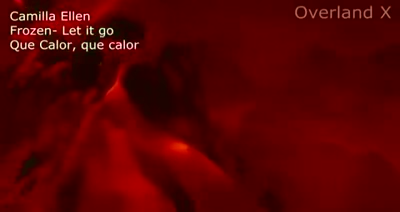 Camilla Ellen
Frozen- Let it go
Que Calor, que calor
Overland X